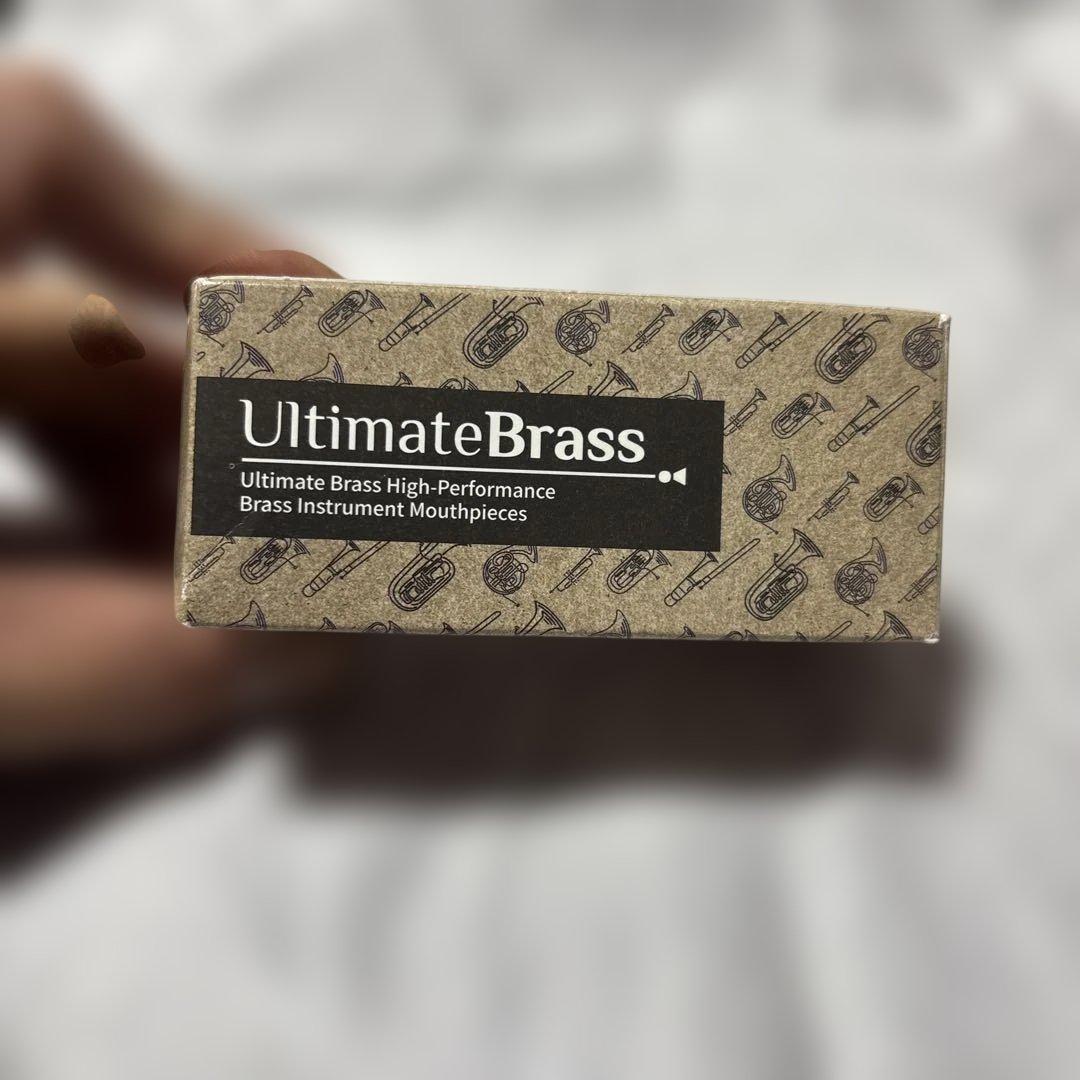 UltimateBrass
Ultimate Brass High-Performance
Brass Instrument Mouthpieces